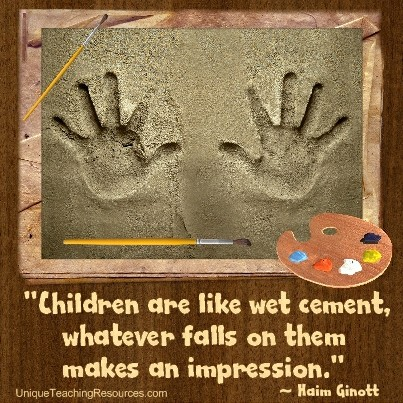 "Children are like wet cement,
whatever falls on them
makes an impression."
~ Haim Ginott
UniqueTeachingResources.com